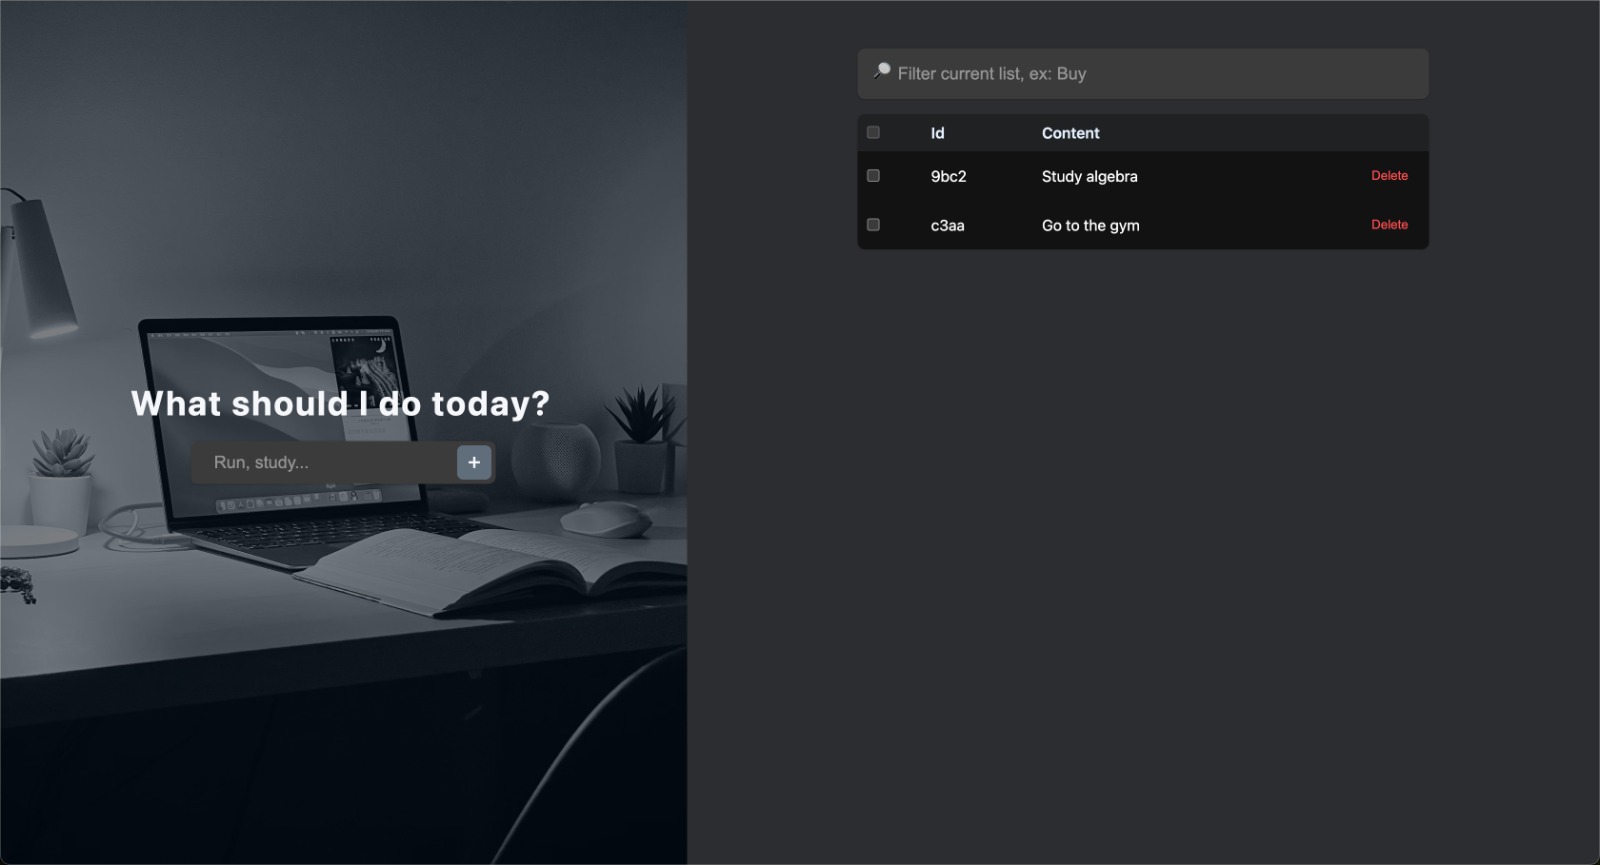 What should I do today?
Run, study...
+
Filter current list, ex: Buy
Id Content
9bc2 Study algebra Delete
c3aa Go to the gym Delete